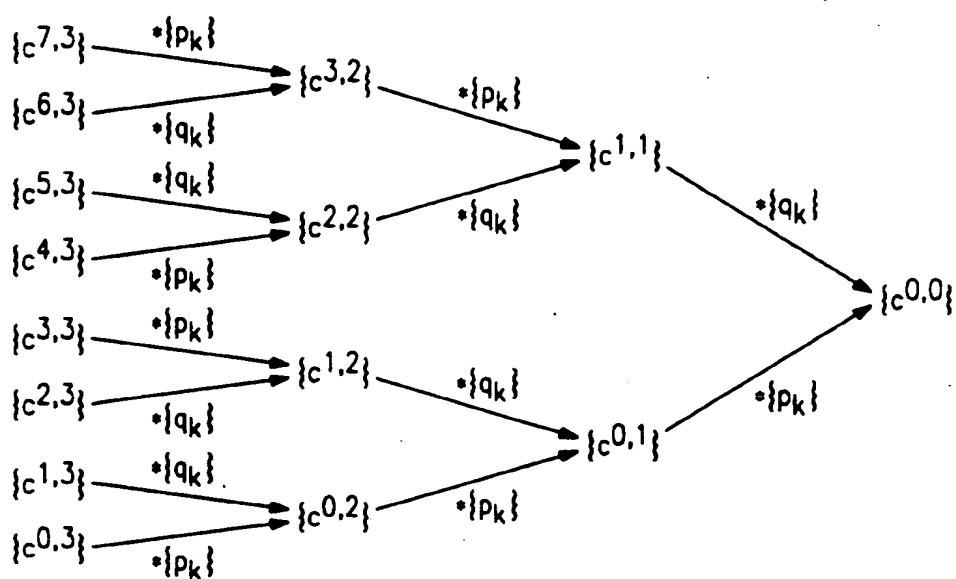 {c^7,3}
*{p_k}
{c^6,3}
*{q_k}
{c^5,3}
*{q_k}
{c^4,3}
*{p_k}
{c^3,3}
*{p_k}
{c^2,3}
*{q_k}
{c^1,3}
*{q_k}
{c^0,3}
*{p_k}
{c^3,2}
*{p_k}
{c^2,2}
*{q_k}
{c^1,2}
*{q_k}
{c^0,2}
*{p_k}
{c^1,1}
*{q_k}
{c^0,1}
*{p_k}
{c^0,0}